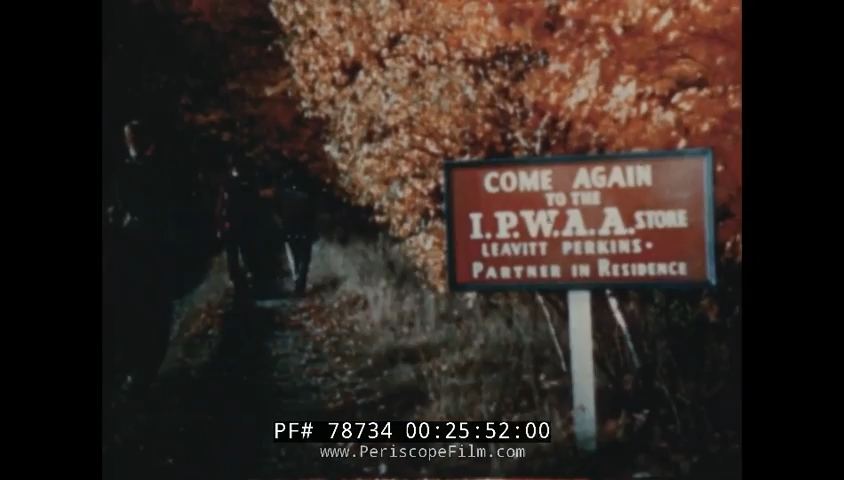 COME AGAIN
TO THE
I.P.W.A.A. STORE
LEAVITT PERKINS·
PARTNER IN RESIDENCE
PF# 78734 00:25:52:00
www.PeriscopeFilm.com